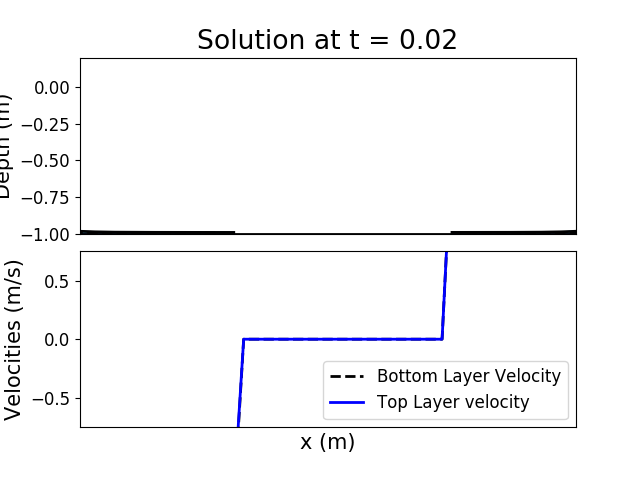 Solution at t = 0.02
Depth (m)
0.00
−0.25
−0.50
−0.75
−1.00
Velocities (m/s)
0.5
0.0
−0.5
Bottom Layer Velocity
Top Layer velocity
x (m)